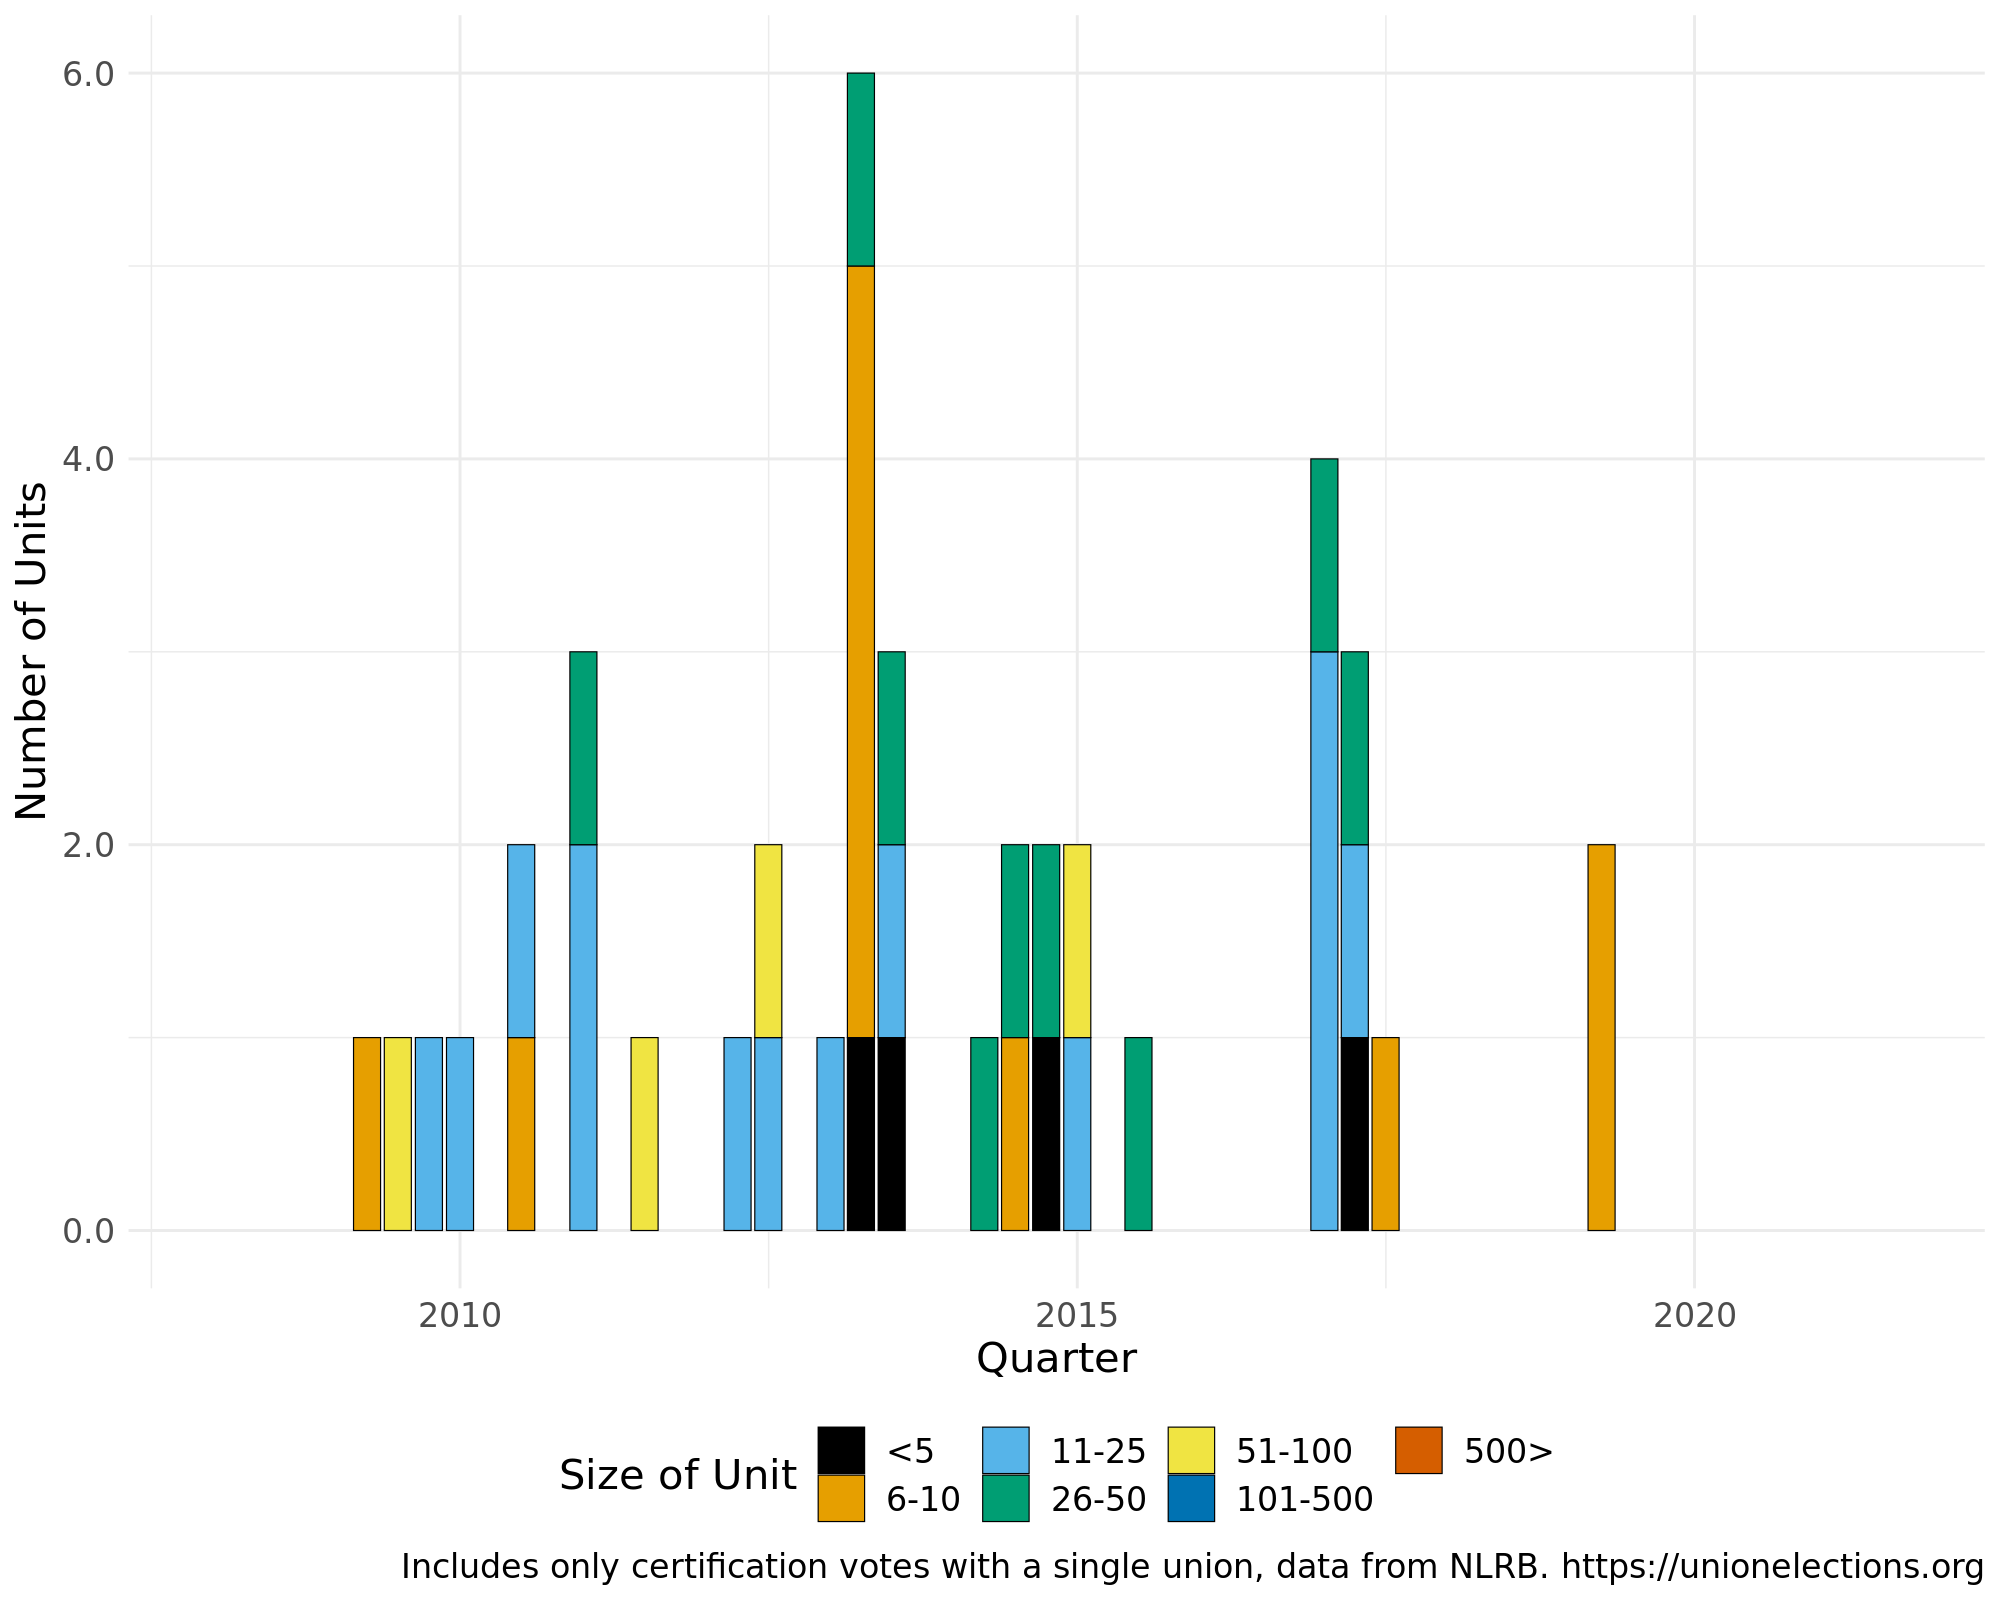 6.0
4.0
2.0
0.0
Number of Units
2010 2015 2020
Quarter
Size of Unit
<5 11-25 51-100 500>
6-10 26-50 101-500
Includes only certification votes with a single union, data from NLRB. https://unionelections.org